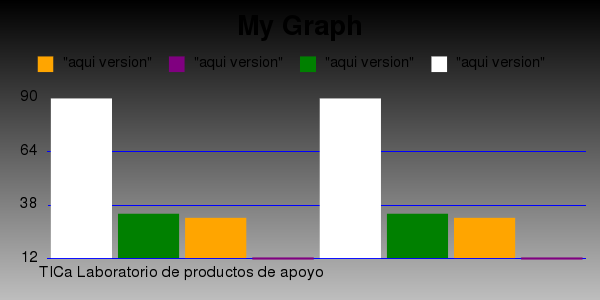 My Graph
"aqui version" "aqui version" "aqui version" "aqui version"
90
64
38
12
TICa Laboratorio de productos de apoyo